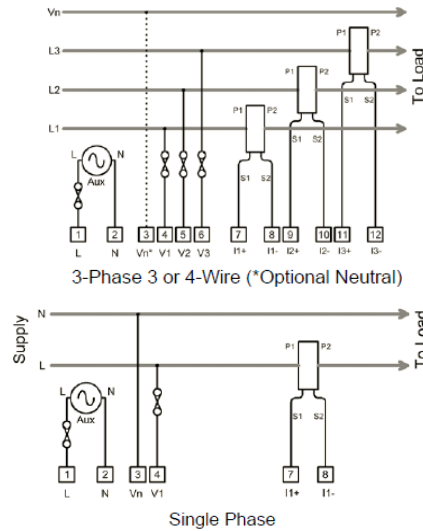 Vn
L3 P1 P2
L2 P1 P2 S1 S2
L1 P1 P2 S1 S2
To Load
L N
Aux
S1 S2
1 2 3 4 5 6 7 8 9 10 11 12
L N Vn* V1 V2 V3 I1+ I1- I2+ I2- I3+ I3-
3-Phase 3 or 4-Wire (*Optional Neutral)
Supply
N
L P1 P2
To Load
L N
Aux
S1 S2
1 2 3 4 7 8
L N Vn V1 I1+ I1-
Single Phase